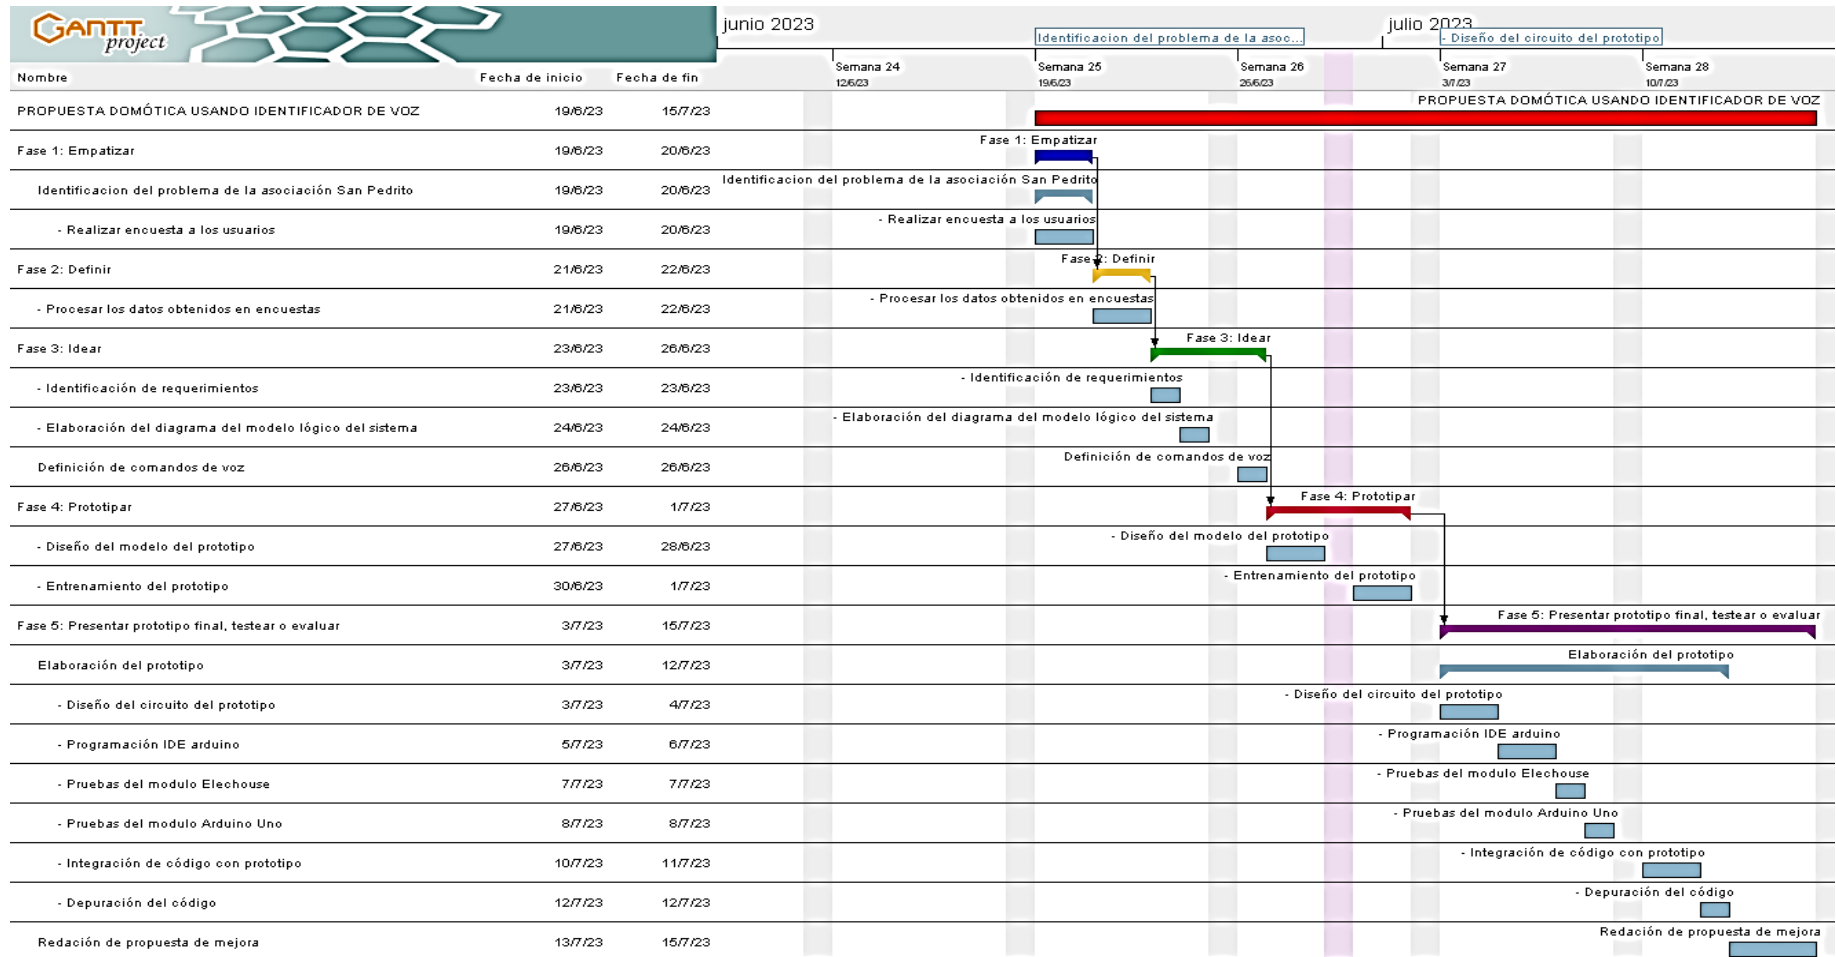 GANTT
project
junio 2023
julio 2023
Identificacion del problema de la asoc...
- Diseño del circuito del prototipo
Nombre Fecha de inicio Fecha de fin
Semana 24 Semana 25 Semana 26 Semana 27 Semana 28
12/6/23 19/6/23 26/6/23 3/7/23 10/7/23
PROPUESTA DOMÓTICA USANDO IDENTIFICADOR DE VOZ 19/6/23 15/7/23 PROPUESTA DOMÓTICA USANDO IDENTIFICADOR DE VOZ
Fase 1: Empatizar 19/6/23 20/6/23 Fase 1: Empatizar
Identificacion del problema de la asociación San Pedrito 19/6/23 20/6/23 Identificacion del problema de la asociación San Pedrito
- Realizar encuesta a los usuarios 19/6/23 20/6/23 - Realizar encuesta a los usuarios
Fase 2: Definir 21/6/23 22/6/23 Fase 2: Definir
- Procesar los datos obtenidos en encuestas 21/6/23 22/6/23 - Procesar los datos obtenidos en encuestas
Fase 3: Idear 23/6/23 26/6/23 Fase 3: Idear
- Identificación de requerimientos 23/6/23 23/6/23 - Identificación de requerimientos
- Elaboración del diagrama del modelo lógico del sistema 24/6/23 24/6/23 - Elaboración del diagrama del modelo lógico del sistema
Definición de comandos de voz 26/6/23 26/6/23 Definición de comandos de voz
Fase 4: Prototipar 27/6/23 1/7/23 Fase 4: Prototipar
- Diseño del modelo del prototipo 27/6/23 28/6/23 - Diseño del modelo del prototipo
- Entrenamiento del prototipo 30/6/23 1/7/23 - Entrenamiento del prototipo
Fase 5: Presentar prototipo final, testear o evaluar 3/7/23 15/7/23 Fase 5: Presentar prototipo final, testear o evaluar
Elaboración del prototipo 3/7/23 12/7/23 Elaboración del prototipo
- Diseño del circuito del prototipo 3/7/23 4/7/23 - Diseño del circuito del prototipo
- Programación IDE arduino 5/7/23 6/7/23 - Programación IDE arduino
- Pruebas del modulo Elechouse 7/7/23 7/7/23 - Pruebas del modulo Elechouse
- Pruebas del modulo Arduino Uno 8/7/23 8/7/23 - Pruebas del modulo Arduino Uno
- Integración de código con prototipo 10/7/23 11/7/23 - Integración de código con prototipo
- Depuración del código 12/7/23 12/7/23 - Depuración del código
Redación de propuesta de mejora 13/7/23 15/7/23 Redación de propuesta de mejora